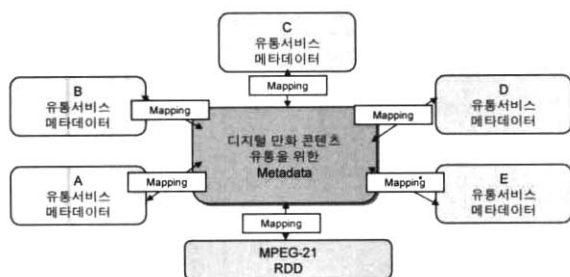 C
유통서비스
메타데이터
Mapping
B
유통서비스
메타데이터
Mapping
D
유통서비스
메타데이터
Mapping
디지털 만화 콘텐츠
유통을 위한
Metadata
A
유통서비스
메타데이터
Mapping
E
유통서비스
메타데이터
Mapping
Mapping
MPEG-21
RDD